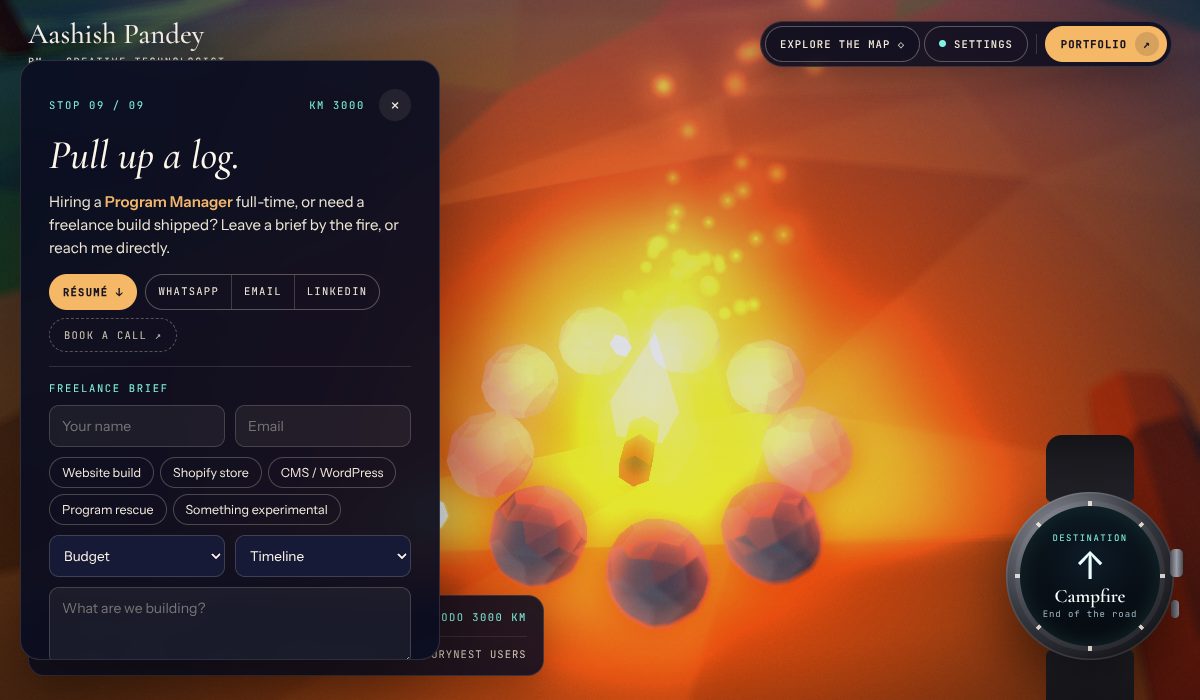 Aashish Pandey
EXPLORE THE MAP ◇
SETTINGS
PORTFOLIO ↗
STOP 09 / 09
KM 3000
×
Pull up a log.
Hiring a Program Manager full-time, or need a
freelance build shipped? Leave a brief by the fire, or
reach me directly.
RÉSUMÉ ↓
WHATSAPP
EMAIL
LINKEDIN
BOOK A CALL ↗
FREELANCE BRIEF
Your name
Email
Website build
Shopify store
CMS / WordPress
Program rescue
Something experimental
Budget
Timeline
What are we building?
ODO 3000 KM
USERS
DESTINATION
Campfire
End of the road